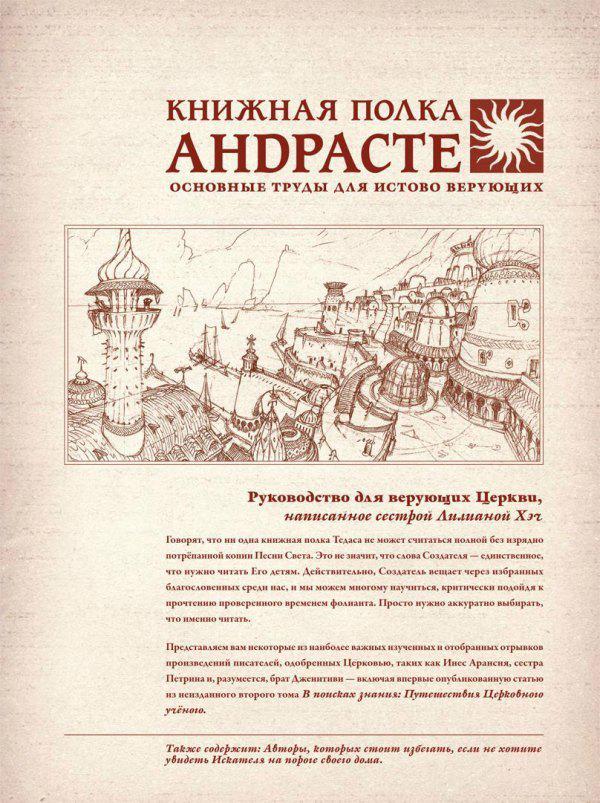 КНИЖНАЯ ПОЛКА
АНDРАСТЕ
ОСНОВНЫЕ ТРУДЫ ДЛЯ ИСТОВО ВЕРУЮЩИХ
Руководство для верующих Церкви,
написанное сестрой Лилианой Хэч
Говорят, что ни одна книжная полка Тедаса не может считаться полной без изрядно
потрёпанной копии Песни Света. Это не значит, что слова Создателя — единственное,
что нужно читать Его детям. Действительно, Создатель вещает через избранных
благословенных среди нас, и мы можем многому научиться, критически подойдя к
прочтению проверенного временем фолианта. Просто нужно аккуратно выбирать,
что именно читать.
Представляем вам некоторые из наиболее важных изученных и отобранных отрывков
произведений писателей, одобренных Церковью, таких как Инес Арансия, сестра
Петрина и, разумеется, брат Дженитиви — включая впервые опубликованную статью
из неизданного второго тома В поисках знания: Путешествия Церковного
учёного.
Также содержит: Авторы, которых стоит избегать, если не хотите
увидеть Искателя на пороге своего дома.